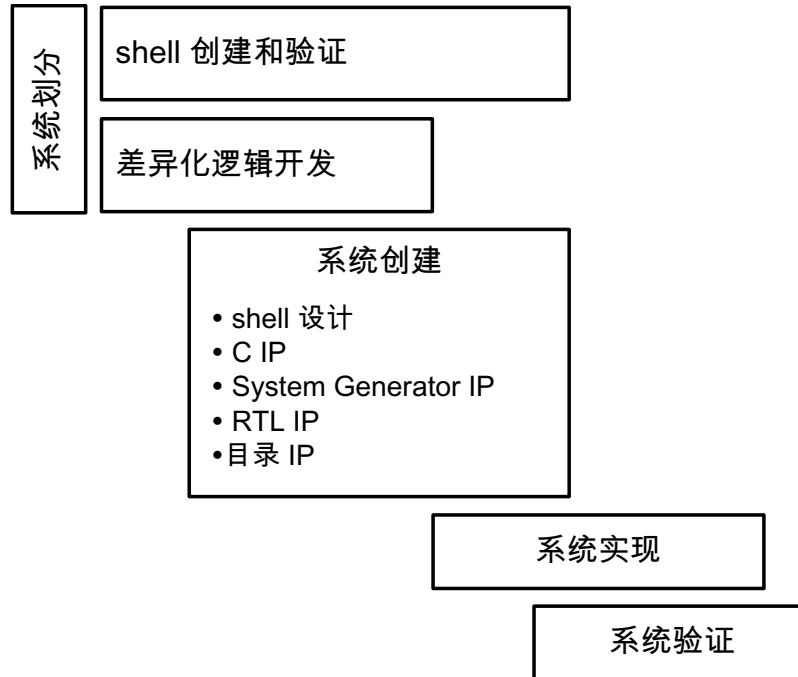 系统划分
shell 创建和验证
差异化逻辑开发
系统创建
• shell 设计
• C IP
• System Generator IP
• RTL IP
•目录 IP
系统实现
系统验证